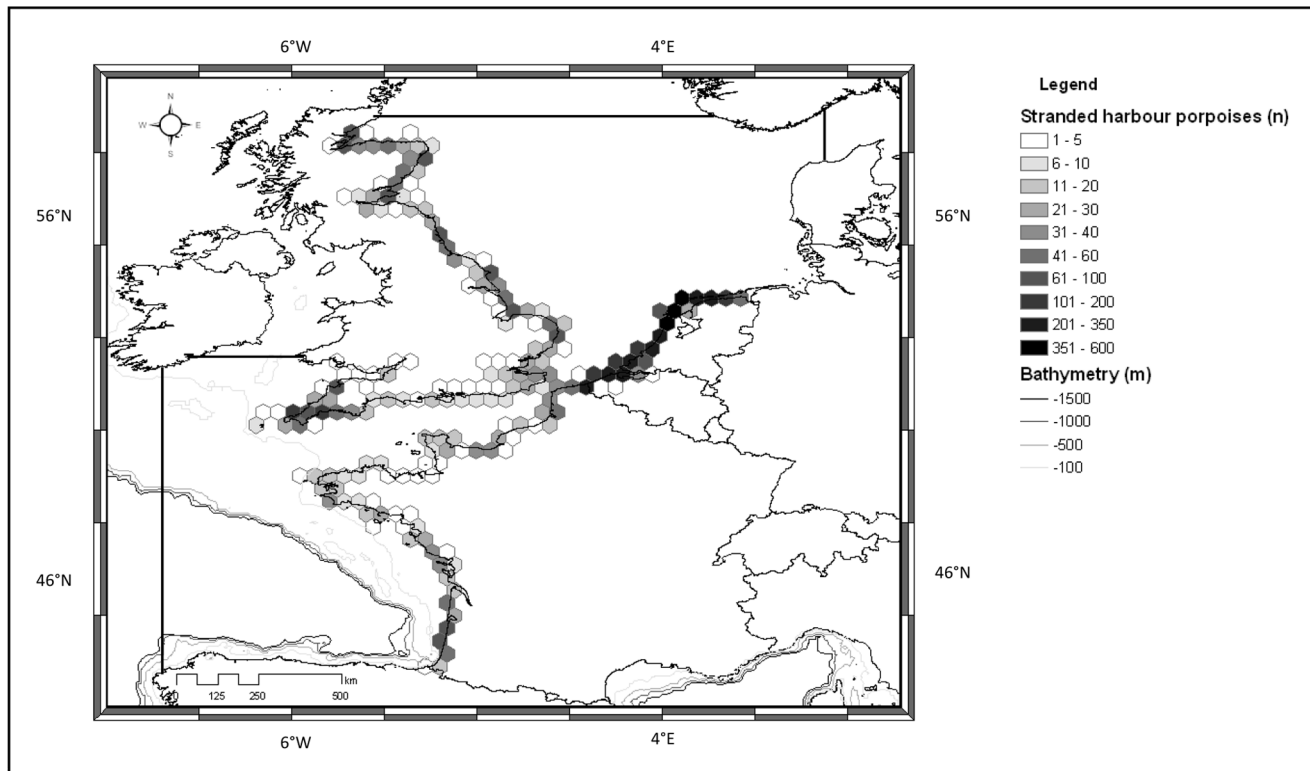 6°W 4°E
N
W E
S
56°N 56°N
46°N 46°N
km
125 250 500
6°W 4°E
Legend
Stranded harbour porpoises (n)
1 - 5
6 - 10
11 - 20
21 - 30
31 - 40
41 - 60
61 - 100
101 - 200
201 - 350
351 - 600
Bathymetry (m)
-1500
-1000
-500
-100